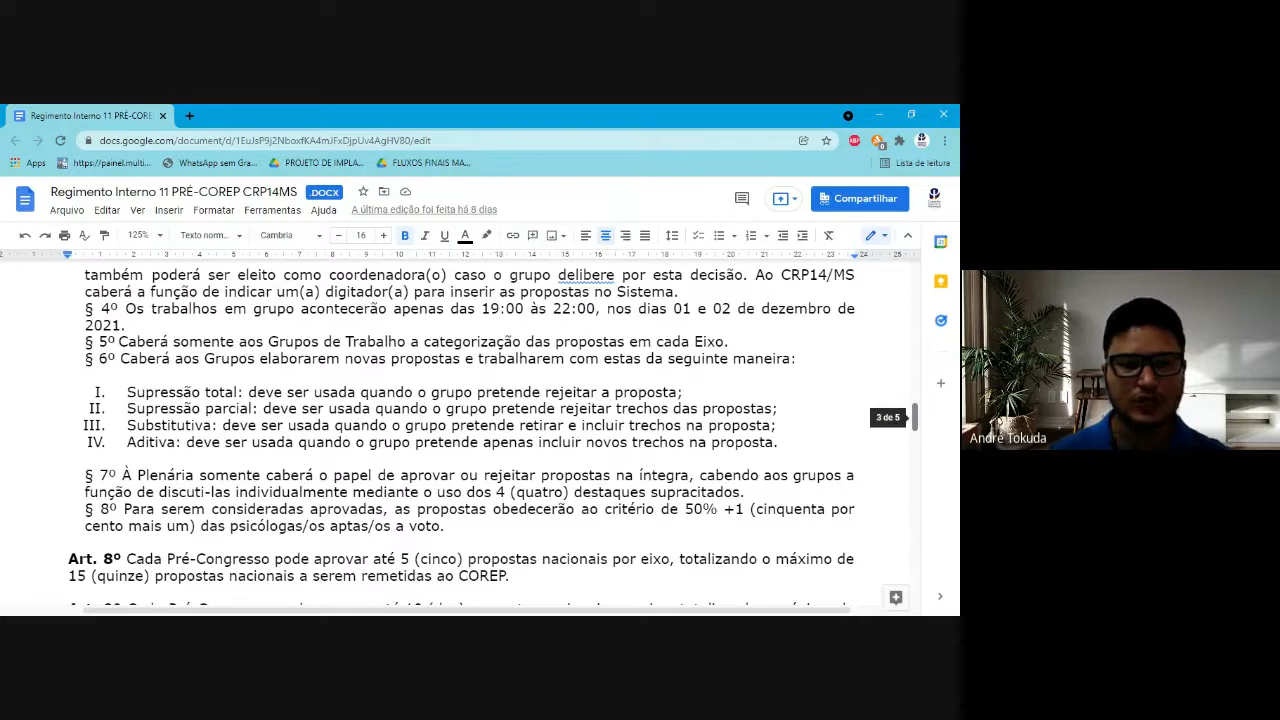 Regimento Interno 11 PRÉ-CORE
docs.google.com/document/d/1EuJsP9j2NboxfKA4mJFxDjpUv4AgHV80/edit
Apps https://painel.multi... WhatsApp sem Gra... PROJETO DE IMPLA... FLUXOS FINAIS MA... Lista de leitura
Regimento Interno 11 PRÉ-COREP CRP14MS .DOCX
Compartilhar
Arquivo Editar Ver Inserir Formatar Ferramentas Ajuda A última edição foi feita há 8 dias
125% Texto norm... Cambria 16
também poderá ser eleito como coordenadora(o) caso o grupo delibere por esta decisão. Ao CRP14/MS
caberá a função de indicar um(a) digitador(a) para inserir as propostas no Sistema.
§ 4º Os trabalhos em grupo acontecerão apenas das 19:00 às 22:00, nos dias 01 e 02 de dezembro de
2021.
§ 5º Caberá somente aos Grupos de Trabalho a categorização das propostas em cada Eixo.
§ 6º Caberá aos Grupos elaborarem novas propostas e trabalharem com estas da seguinte maneira:
I. Supressão total: deve ser usada quando o grupo pretende rejeitar a proposta;
II. Supressão parcial: deve ser usada quando o grupo pretende rejeitar trechos das propostas;
III. Substitutiva: deve ser usada quando o grupo pretende retirar e incluir trechos na proposta;
IV. Aditiva: deve ser usada quando o grupo pretende apenas incluir novos trechos na proposta.
3 de 5
§ 7º À Plenária somente caberá o papel de aprovar ou rejeitar propostas na íntegra, cabendo aos grupos a
função de discuti-las individualmente mediante o uso dos 4 (quatro) destaques supracitados.
§ 8º Para serem consideradas aprovadas, as propostas obedecerão ao critério de 50% +1 (cinquenta por
cento mais um) das psicólogas/os aptas/os a voto.
Art. 8º Cada Pré-Congresso pode aprovar até 5 (cinco) propostas nacionais por eixo, totalizando o máximo de
15 (quinze) propostas nacionais a serem remetidas ao COREP.
André Tokuda